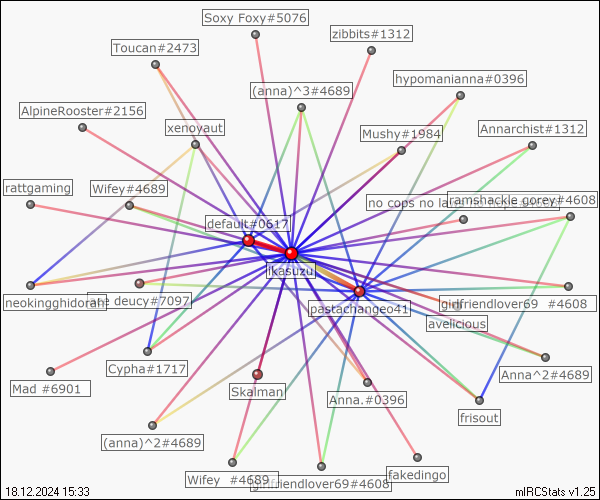 Soxy Foxy#5076
zibbits#1312
Toucan#2473
hypomanianna#0396
(anna)^3#4689
AlpineRooster#2156
xenoyaut
Mushy#1984
Annarchist#1312
rattgaming
Wifey#4689
no cops no la
ramshackle gorey#4608
default#0617
ikasuzu
neokingghidorah
deucy#7097
pastachangeo41
girlfriendlover69 #4608
avelicious
Cypha#1717
Anna^2#4689
Mad #6901
Skalman
Anna.#0396
frisout
(anna)^2#4689
Wifey #4689
girlfriendlover69#4608
fakedingo
18.12.2024 15:33
mIRCStats v1.25